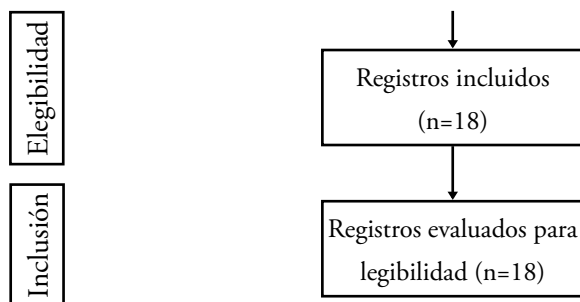 Elegibilidad
Registros incluidos
(n=18)
Inclusión
Registros evaluados para
legibilidad (n=18)